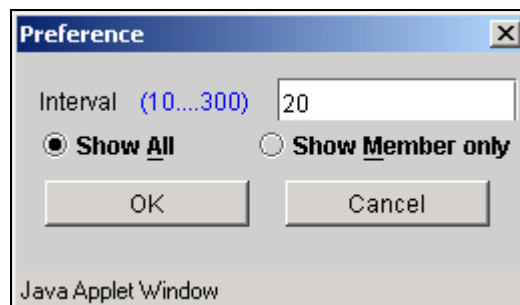 Preference
Interval (10....300) 20
Show All Show Member only
OK Cancel
Java Applet Window